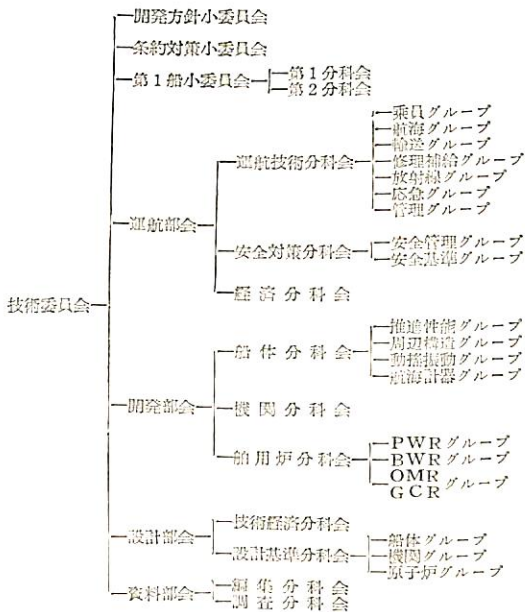 開発方針小委員会
条約対策小委員会
第1船小委員会
第1分科会
第2分科会
乗員グループ
航海グループ
輸送グループ
運航技術分科会
修理補給グループ
放射線グループ
応急グループ
管理グループ
運航部会
安全対策分科会
安全管理グループ
安全基準グループ
経済分科会
技術委員会
推進性能グループ
船体分科会
周辺構造グループ
動揺振動グループ
航海計器グループ
開発部会
機関分科会
PWRグループ
舶用炉分科会
BWRグループ
OMR
GCR グループ
技術経済分科会
設計部会
設計基準分科会
船体グループ
機関グループ
原子炉グループ
資料部会
編集分科会
調査分科会